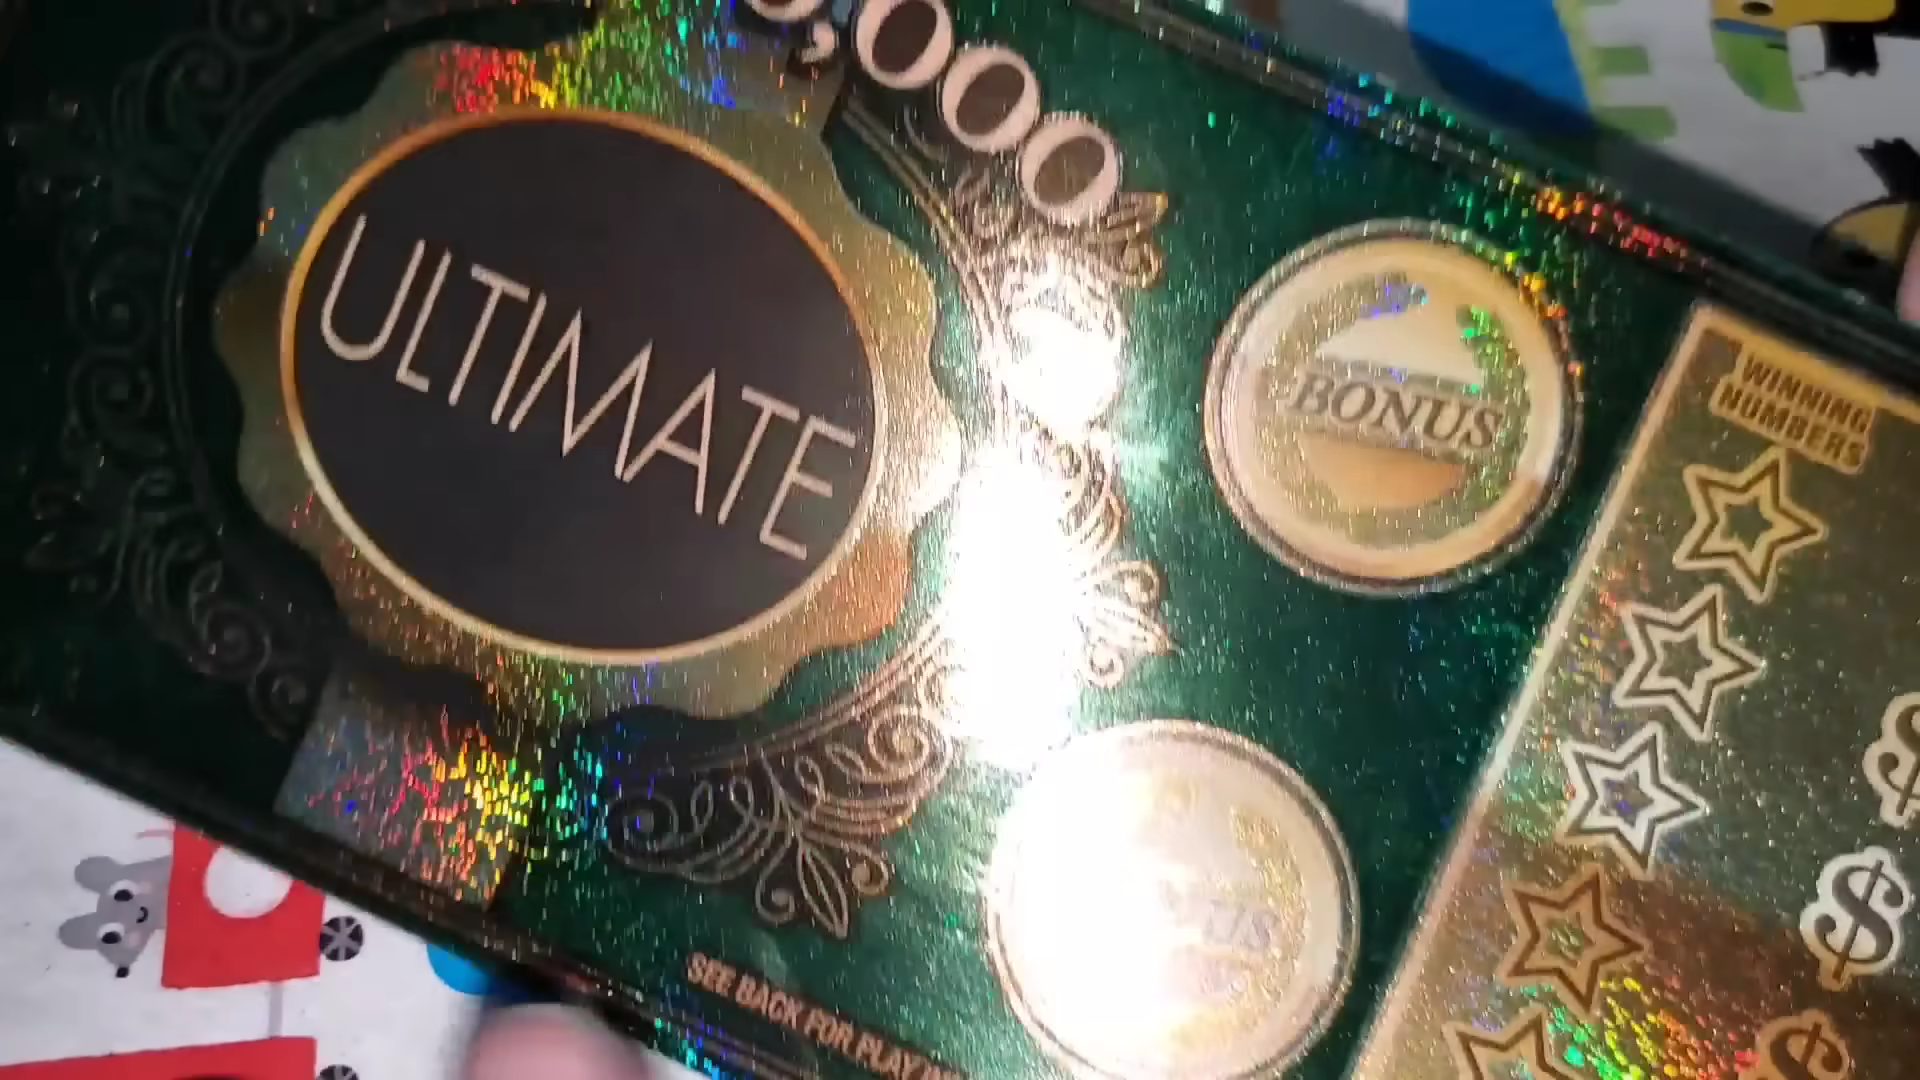 ,000
ULTIMATE
BONUS
WINNING
NUMBERS
$
$
$
SEE BACK FOR PLAY